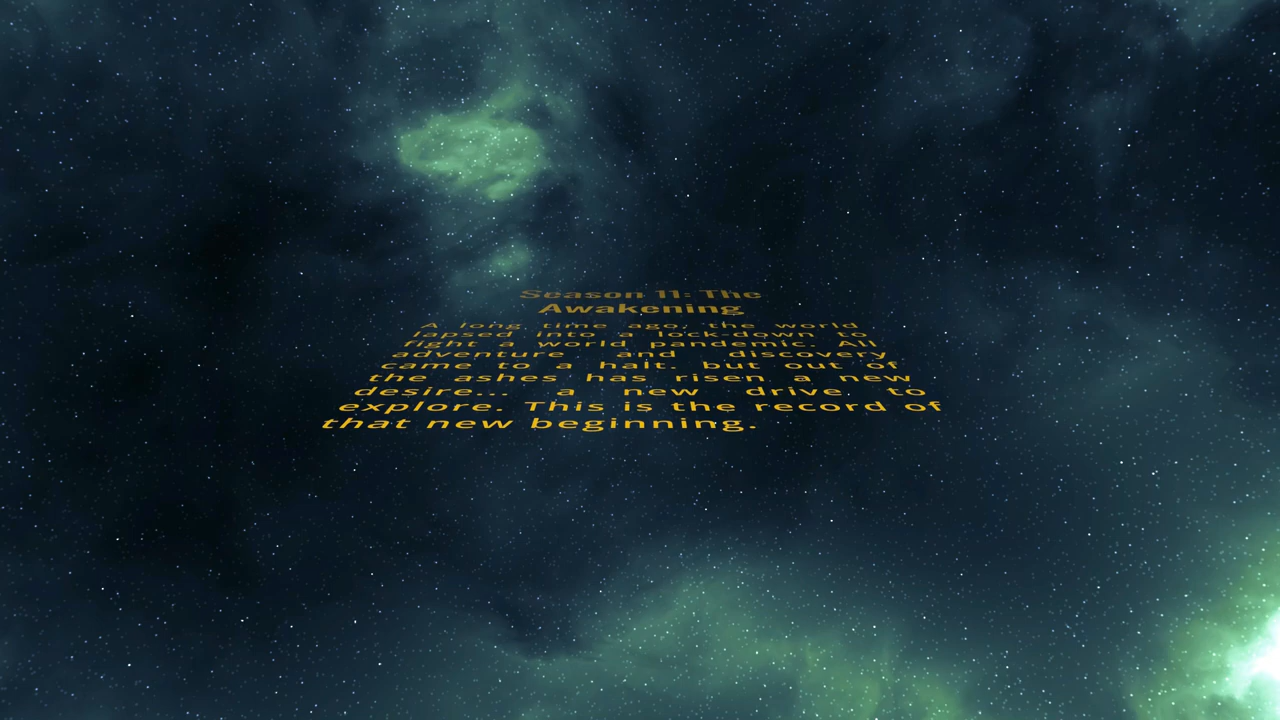 Season 11: The
Awakening
A long time ago, the world
lapsed into a lockdown to
fight a world pandemic. All
adventure and discovery
came to a halt. but out of
the ashes has risen a new
desire... a new drive to
explore. This is the record of
that new beginning.